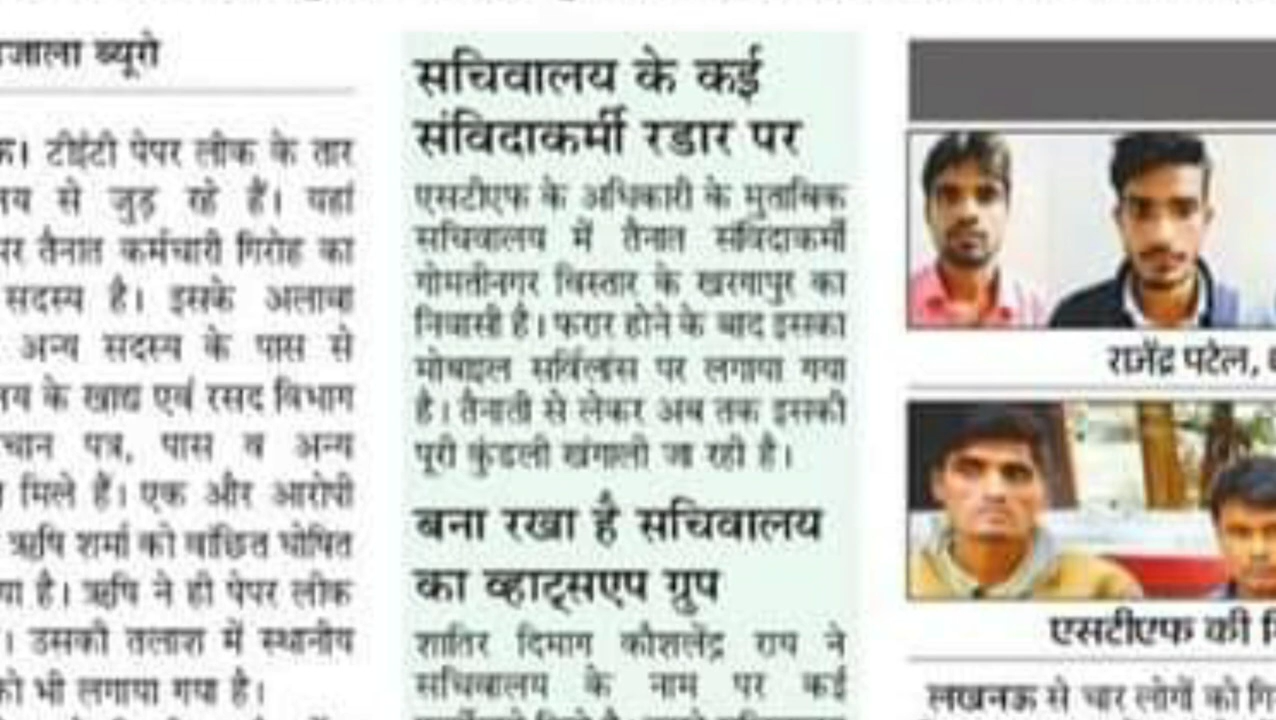 जाला ब्यूरो
टीईटी पेपर लीक के तार
से जुड़ रहे हैं। यहां
पर तैनात कर्मचारी गिरोह का
सदस्य है। इसके अलावा
अन्य सदस्य के पास से
के खाद्य एवं रसद विभाग
पत्र, पास व अन्य
मिले हैं। एक और आरोपी
ऋषि शर्मा को वांछित घोषित
है। ऋषि ने ही पेपर लीक
उसकी तलाश में स्थानीय
को भी लगाया गया है।
सचिवालय के कई
संविदाकर्मी रडार पर
एसटीएफ के अधिकारी के मुताबिक
सचिवालय में तैनात संविदाकर्मी
गोमतीनगर विस्तार के खरगापुर का
निवासी है। फरार होने के बाद इसका
मोबाइल सर्विलांस पर लगाया गया
है। तैनाती से लेकर अब तक इसकी
पूरी कुंडली खंगाली जा रही है।
बना रखा है सचिवालय
का व्हाट्सएप ग्रुप
शातिर दिमाग कौशलेंद्र राय ने
सचिवालय के नाम पर कई
राजेंद्र पटेल,
एसटीएफ की
लखनऊ से चार लोगों को